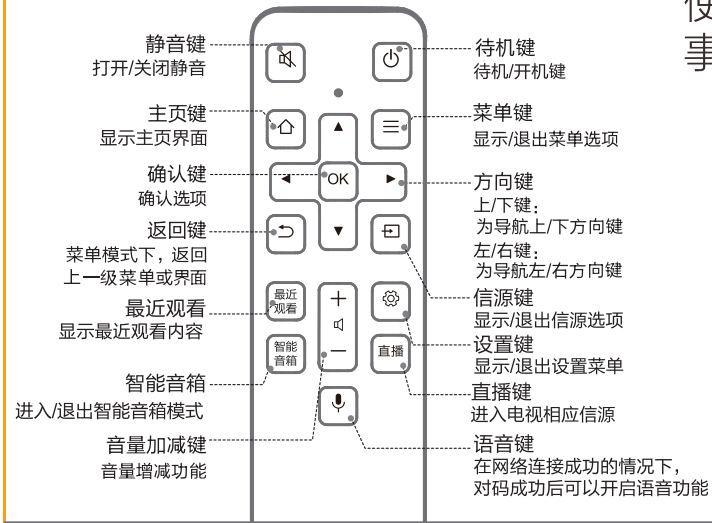 静音键
打开/关闭静音
主页键
显示主页界面
确认键
确认选项
返回键
菜单模式下，返回
上一级菜单或界面
最近观看
显示最近观看内容
智能音箱
进入/退出智能音箱模式
音量加减键
音量增减功能
OK
最近
观看
智能
音箱
直播
待机键
待机/开机键
菜单键
显示/退出菜单选项
方向键
上/下键：
为导航上/下方向键
左/右键：
为导航左/右方向键
信源键
显示/退出信源选项
设置键
显示/退出设置菜单
直播键
进入电视相应信源
语音键
在网络连接成功的情况下，
对码成功后可以开启语音功能
事